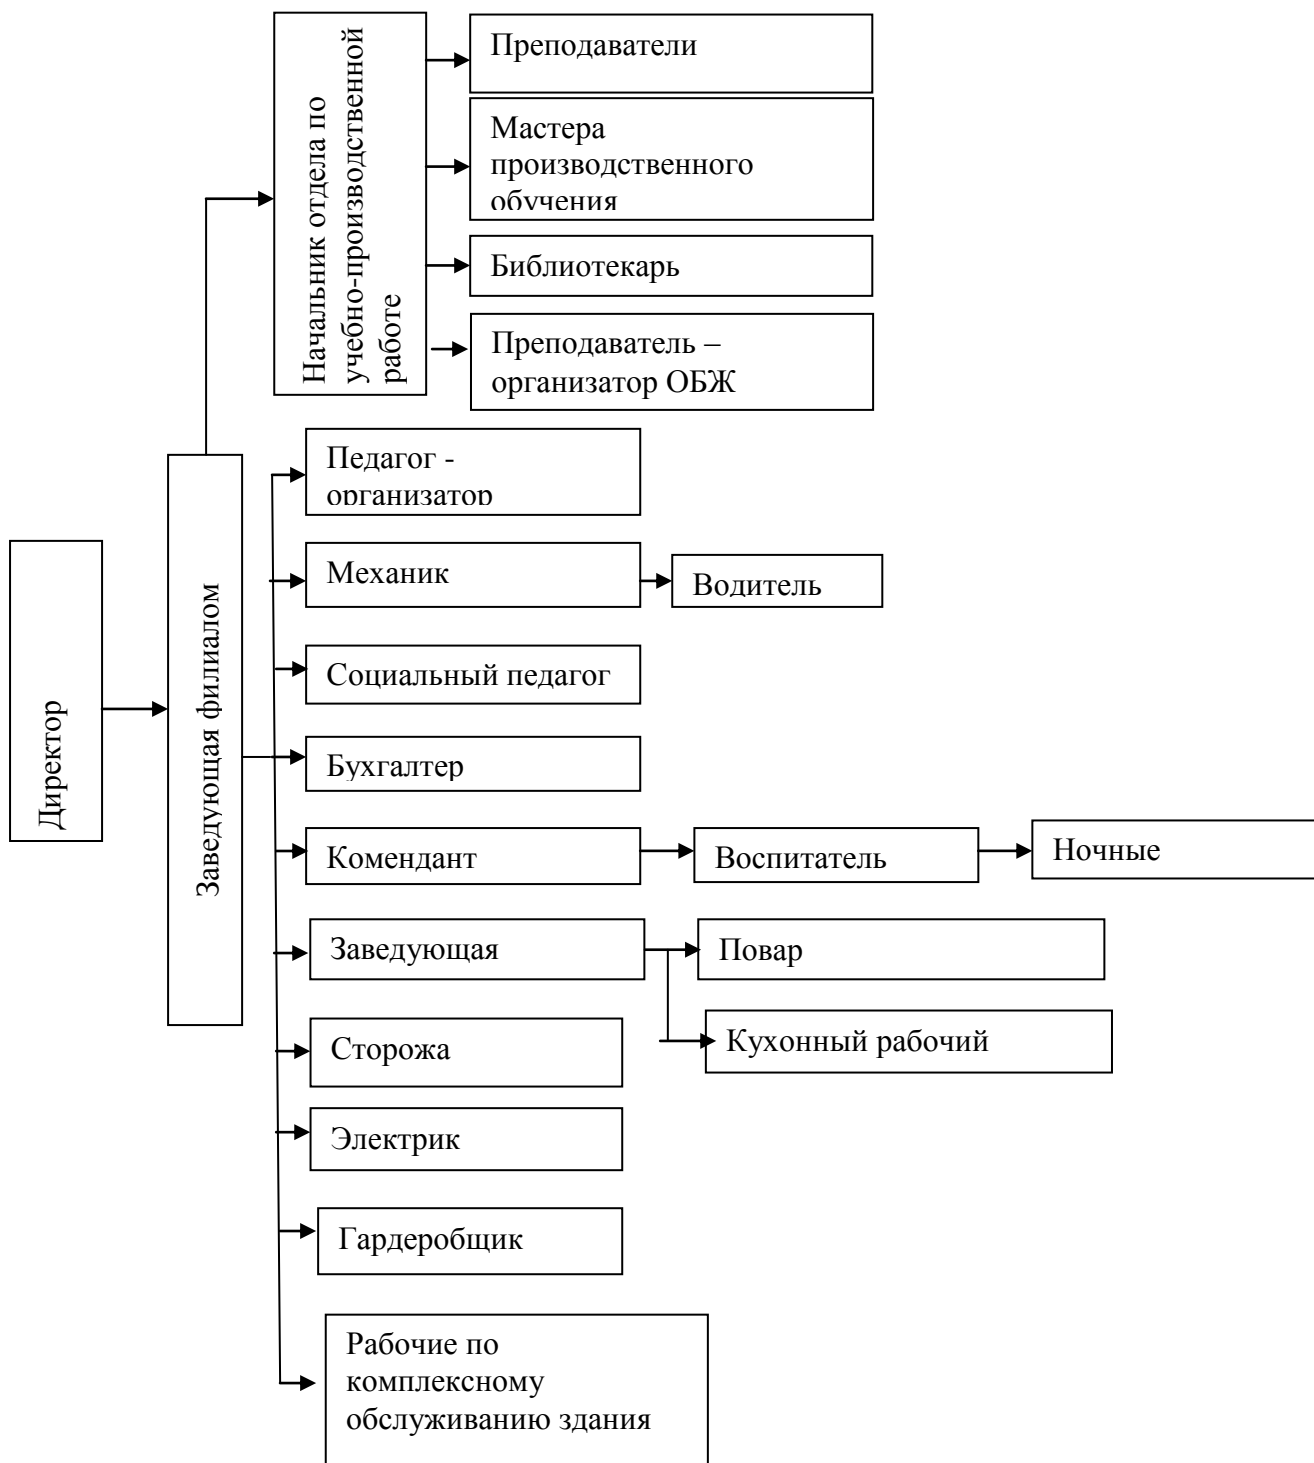 Директор
Заведующая филиалом
Начальник отдела по
учебно-производственной
работе
Преподаватели
Мастера
производственного
обучения
Библиотекарь
Преподаватель –
организатор ОБЖ
Педагог -
организатор
Механик
Водитель
Социальный педагог
Бухгалтер
Комендант
Воспитатель
Ночные
Заведующая
Повар
Кухонный рабочий
Сторожа
Электрик
Гардеробщик
Рабочие по
комплексному
обслуживанию здания